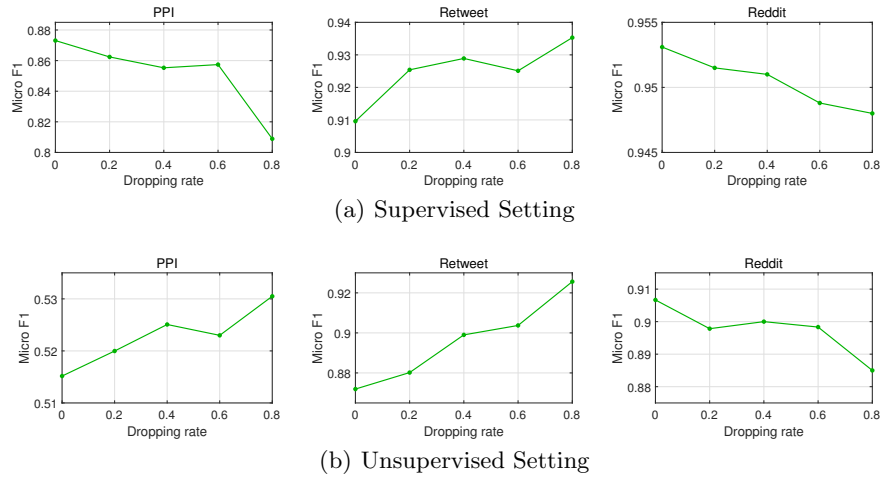 PPI
Retweet
Reddit
0.88
0.86
0.84
0.82
0.8
Micro F1
0 0.2 0.4 0.6 0.8
Dropping rate
0.94
0.93
0.92
0.91
0.9
Micro F1
0 0.2 0.4 0.6 0.8
Dropping rate
0.955
0.95
0.945
Micro F1
0 0.2 0.4 0.6 0.8
Dropping rate
(a) Supervised Setting
PPI
Retweet
Reddit
0.53
0.52
0.51
Micro F1
0 0.2 0.4 0.6 0.8
Dropping rate
0.92
0.9
0.88
Micro F1
0 0.2 0.4 0.6 0.8
Dropping rate
0.91
0.9
0.89
0.88
Micro F1
0 0.2 0.4 0.6 0.8
Dropping rate
(b) Unsupervised Setting